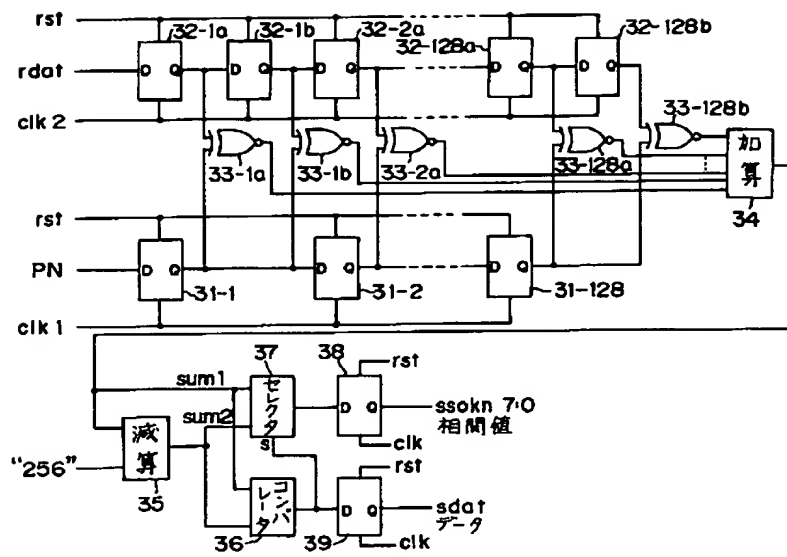 rst
32-1a
32-1b
32-2a
32-128a
32-128b
rdat
D Q
D Q
D Q
D Q
D Q
clk 2
33-1a
33-1b
33-2a
33-128a
33-128b
加算
34
rst
PN
D Q
D Q
D Q
31-1
31-2
31-128
clk 1
37
38
rst
sum1
セレクタ
D Q
ssokn 7:0
相関値
sum2
s
clk
減算
"256"
35
コンパレータ
36
rst
D Q
sdat
データ
39
clk